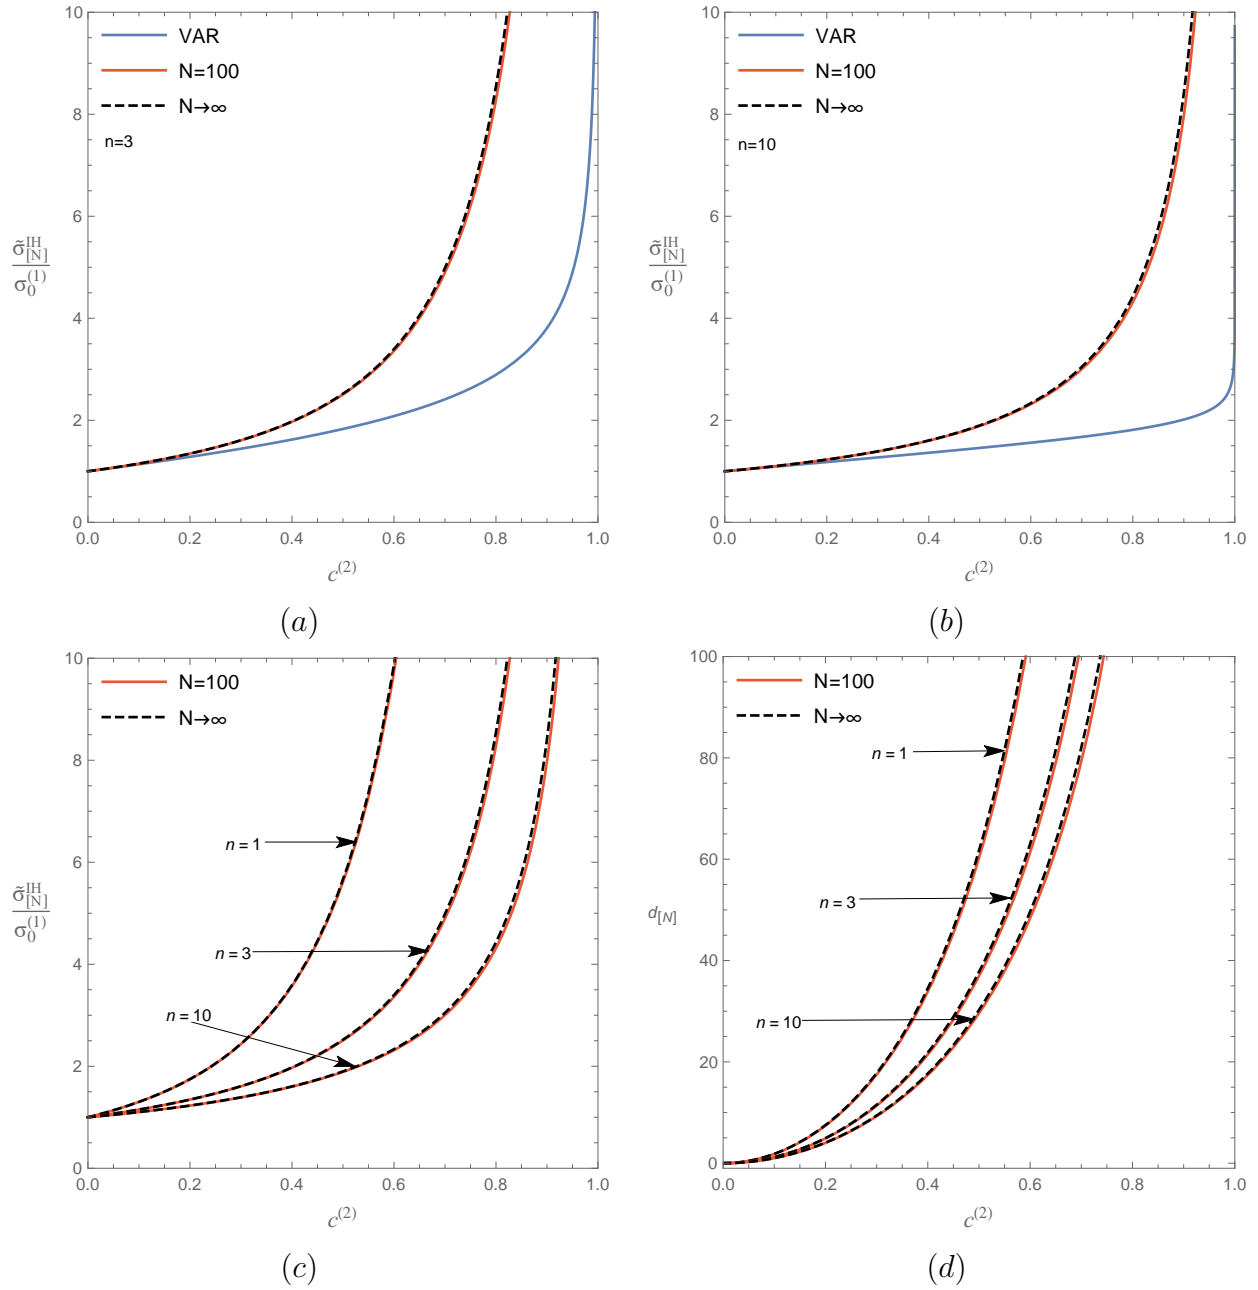 VAR
N=100
N→∞
n=3
σ̃[N]^IH / σ0^(1)
10
8
6
4
2
0
0.0 0.2 0.4 0.6 0.8 1.0
c^(2)
(a)
VAR
N=100
N→∞
n=10
σ̃[N]^IH / σ0^(1)
10
8
6
4
2
0
0.0 0.2 0.4 0.6 0.8 1.0
c^(2)
(b)
N=100
N→∞
n = 1
n = 3
n = 10
σ̃[N]^IH / σ0^(1)
10
8
6
4
2
0
0.0 0.2 0.4 0.6 0.8 1.0
c^(2)
(c)
N=100
N→∞
n = 1
n = 3
n = 10
d[N]
100
80
60
40
20
0
0.0 0.2 0.4 0.6 0.8 1.0
c^(2)
(d)